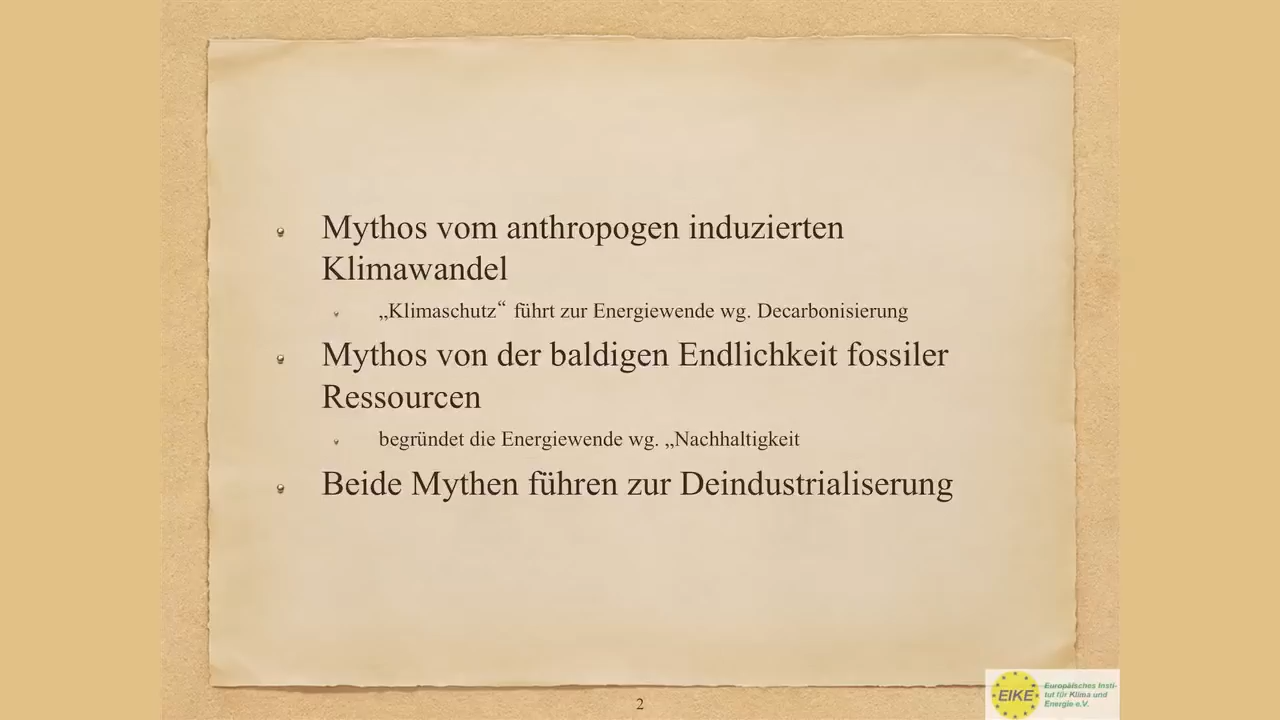 Mythos vom anthropogen induzierten
Klimawandel
„Klimaschutz“ führt zur Energiewende wg. Decarbonisierung
Mythos von der baldigen Endlichkeit fossiler
Ressourcen
begründet die Energiewende wg. „Nachhaltigkeit
Beide Mythen führen zur Deindustrialiserung
2
EIKE
Europäisches Insti-
tut für Klima und
Energie e.V.